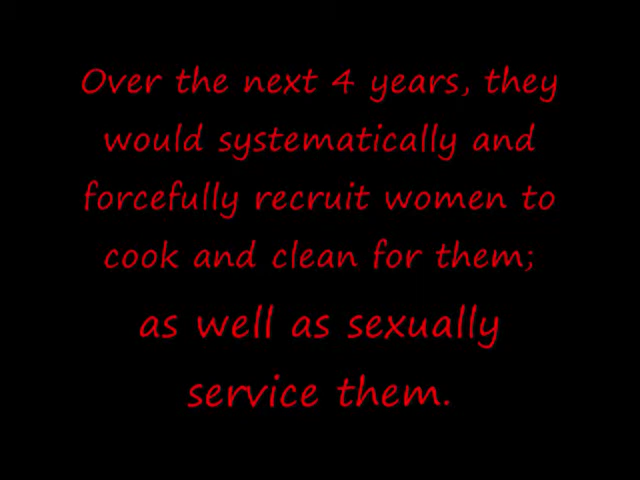 Over the next 4 years, they
would systematically and
forcefully recruit women to
cook and clean for them;
as well as sexually
service them.